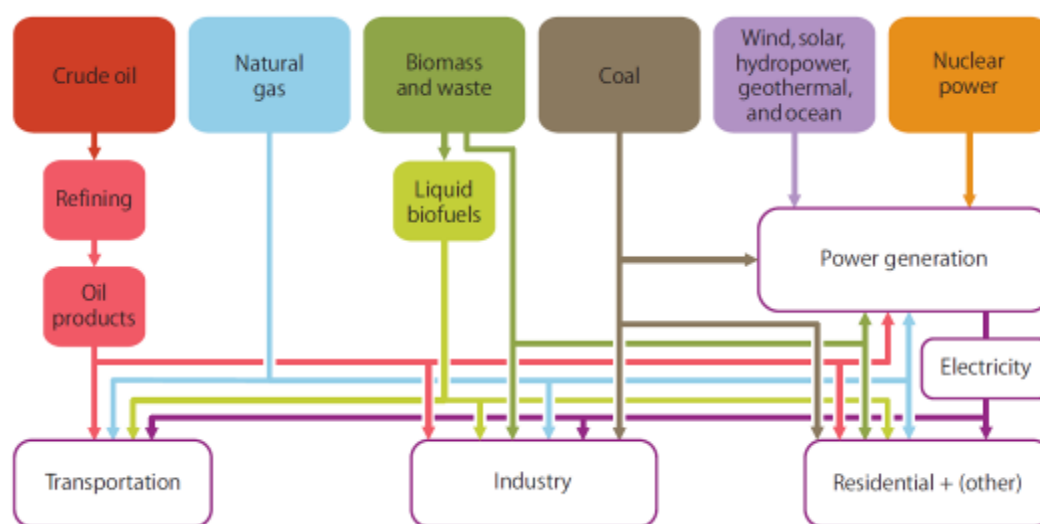 Crude oil
Natural
gas
Biomass
and waste
Coal
Wind, solar,
hydropower,
geothermal,
and ocean
Nuclear
power
Refining
Liquid
biofuels
Oil
products
Power generation
Electricity
Transportation
Industry
Residential + (other)